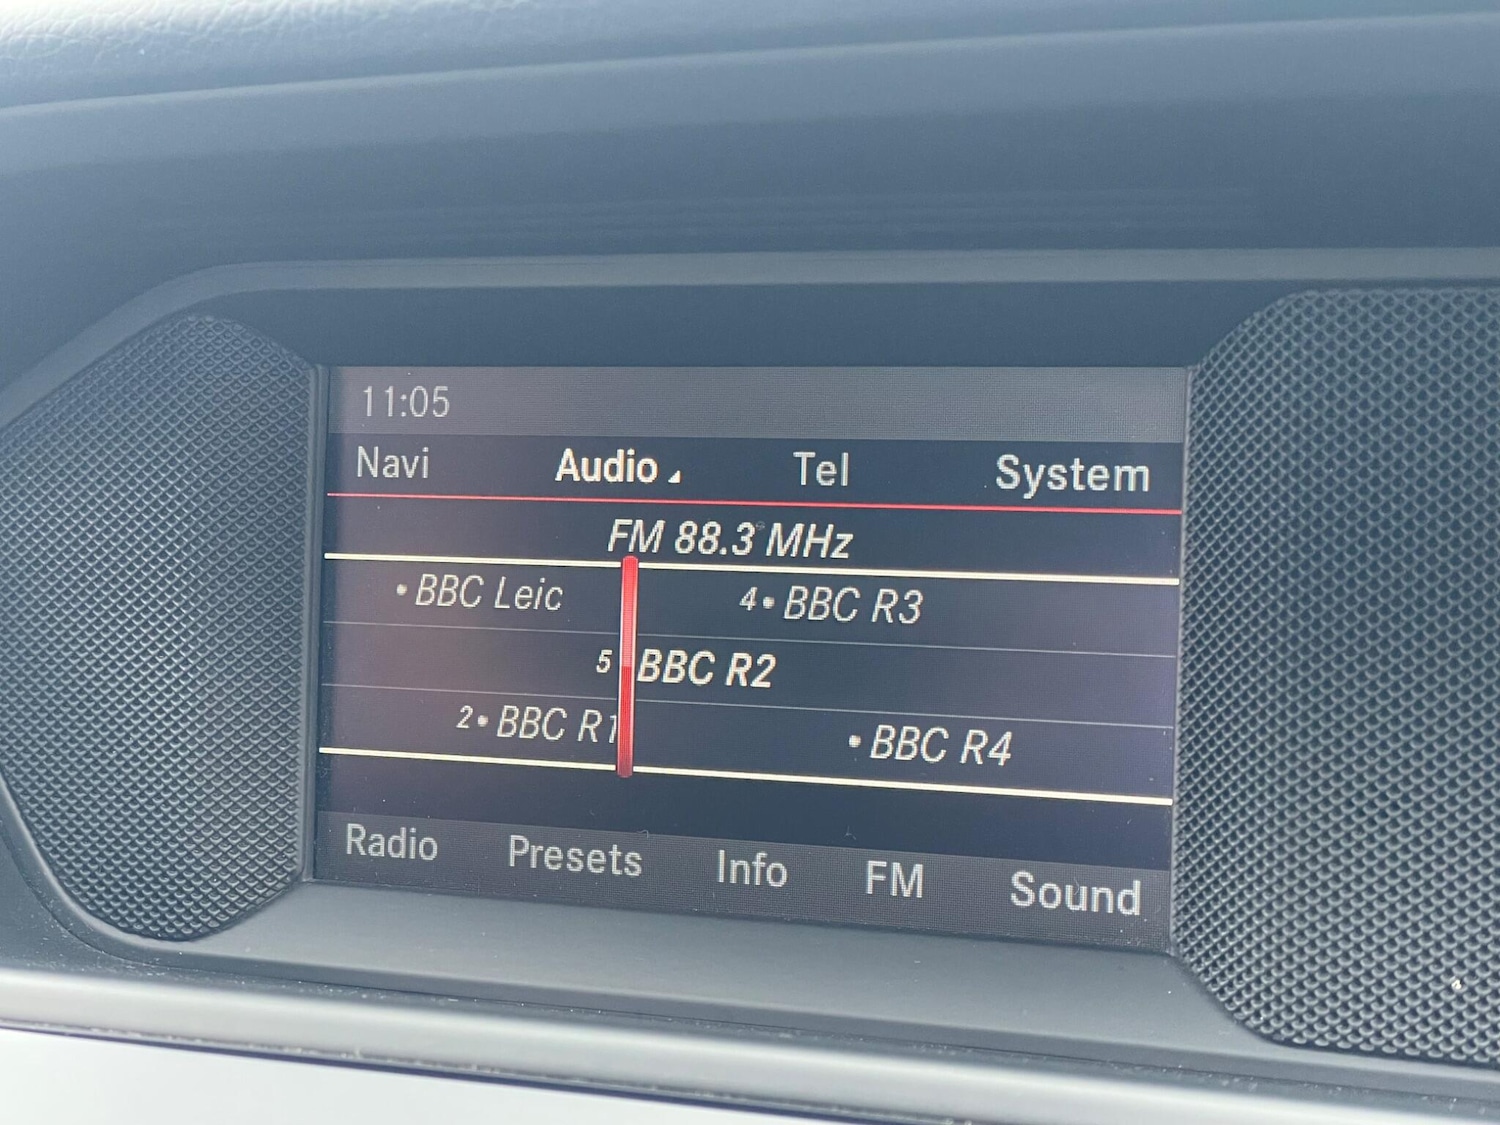 11:05
Navi Audio Tel System
FM 88.3 MHz
• BBC Leic 4• BBC R3
5 BBC R2
2• BBC R1 • BBC R4
Radio Presets Info FM Sound